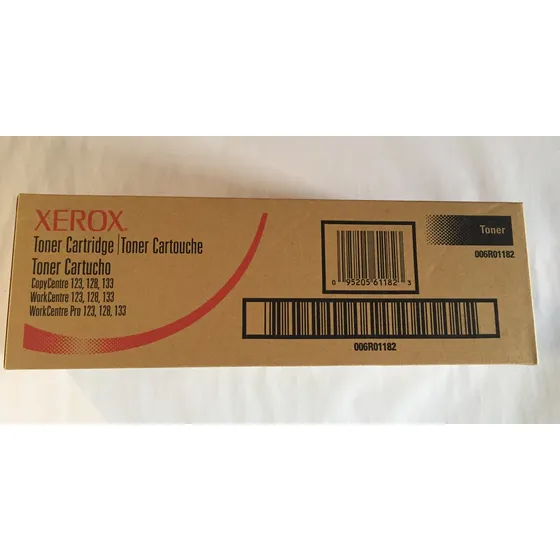 XEROX.
Toner Cartridge | Toner Cartouche
Toner Cartucho
CopyCentre 123, 128, 133
WorkCentre 123, 128, 133
WorkCentre Pro 123, 128, 133
0 95205 61182 3
006R01182
Toner
006R01182